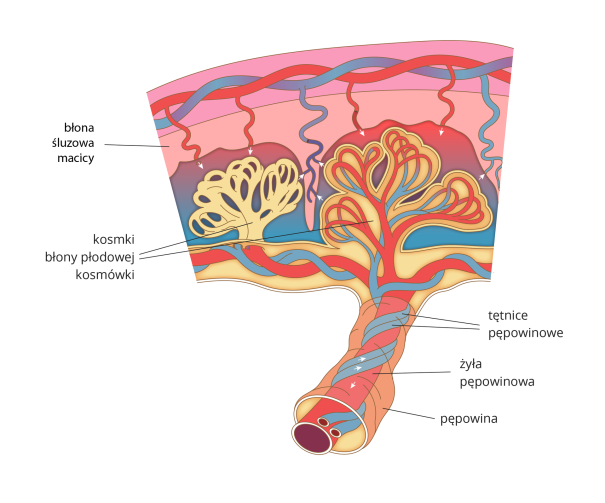 błona
śluzowa
macicy
kosmki
błony płodowej
kosmówki
tętnice
pępowinowe
żyła
pępowinowa
pępowina